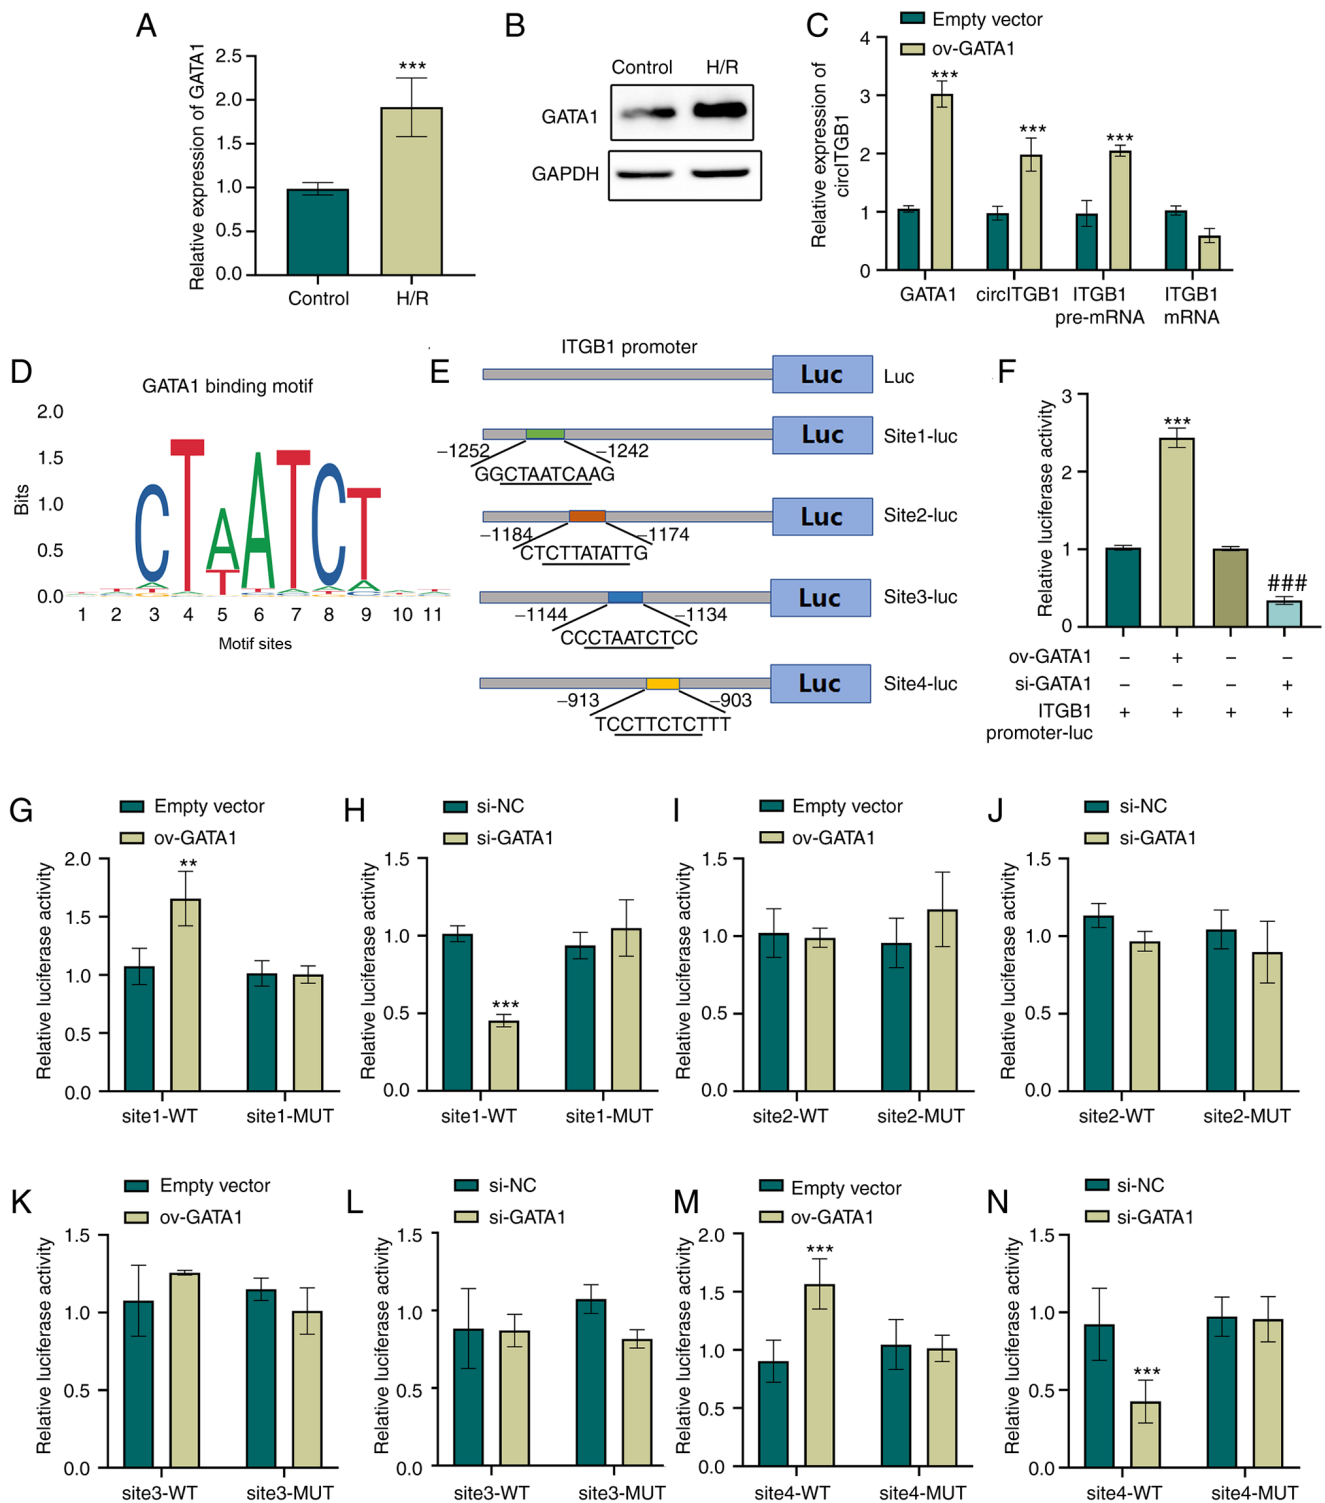 A
Relative expression of GATA1
2.5
2.0
1.5
1.0
0.5
0.0
***
Control
H/R
B
Control
H/R
GATA1
GAPDH
C
Empty vector
ov-GATA1
Relative expression of
circITGB1
4
3
2
1
0
***
***
***
GATA1
circITGB1
ITGB1
pre-mRNA
ITGB1
mRNA
D
GATA1 binding motif
Bits
2.0
1.5
1.0
0.5
0.0
C T A T A T C T
1 2 3 4 5 6 7 8 9 10 11
Motif sites
E
ITGB1 promoter
Luc
Luc
Luc
Site1-luc
−1252
−1242
GGCTAATCAAG
Luc
Site2-luc
−1184
−1174
CTCTTATATTG
Luc
Site3-luc
−1144
−1134
CCCTAATCTCC
Luc
Site4-luc
−913
−903
TCCTTCTCTTT
F
Relative luciferase activity
3
2
1
0
***
###
ov-GATA1 − + − −
si-GATA1 − − − +
ITGB1 + + + +
promoter-luc
G
Empty vector
ov-GATA1
Relative luciferase activity
2.0
1.5
1.0
0.5
0.0
**
site1-WT
site1-MUT
H
si-NC
si-GATA1
Relative luciferase activity
1.5
1.0
0.5
0.0
***
site1-WT
site1-MUT
I
Empty vector
ov-GATA1
Relative luciferase activity
1.5
1.0
0.5
0.0
site2-WT
site2-MUT
J
si-NC
si-GATA1
Relative luciferase activity
1.5
1.0
0.5
0.0
site2-WT
site2-MUT
K
Empty vector
ov-GATA1
Relative luciferase activity
1.5
1.0
0.5
0.0
site3-WT
site3-MUT
L
si-NC
si-GATA1
Relative luciferase activity
1.5
1.0
0.5
0.0
site3-WT
site3-MUT
M
Empty vector
ov-GATA1
Relative luciferase activity
2.0
1.5
1.0
0.5
0.0
***
site4-WT
site4-MUT
N
si-NC
si-GATA1
Relative luciferase activity
1.5
1.0
0.5
0.0
***
site4-WT
site4-MUT